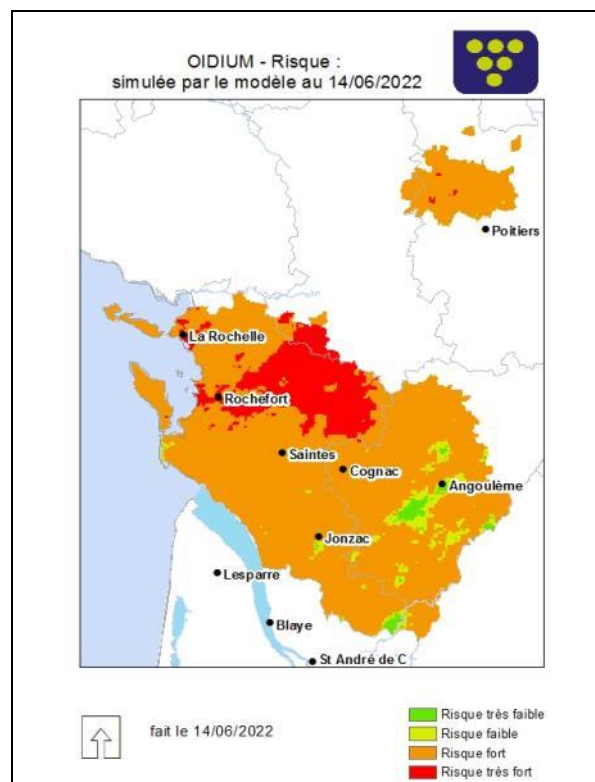 OIDIUM - Risque :
simulée par le modèle au 14/06/2022
Poitiers
La Rochelle
Rochefort
Saintes
Cognac
Angoulême
Jonzac
Lesparre
Blaye
St André de C
fait le 14/06/2022
Risque très faible
Risque faible
Risque fort
Risque très fort